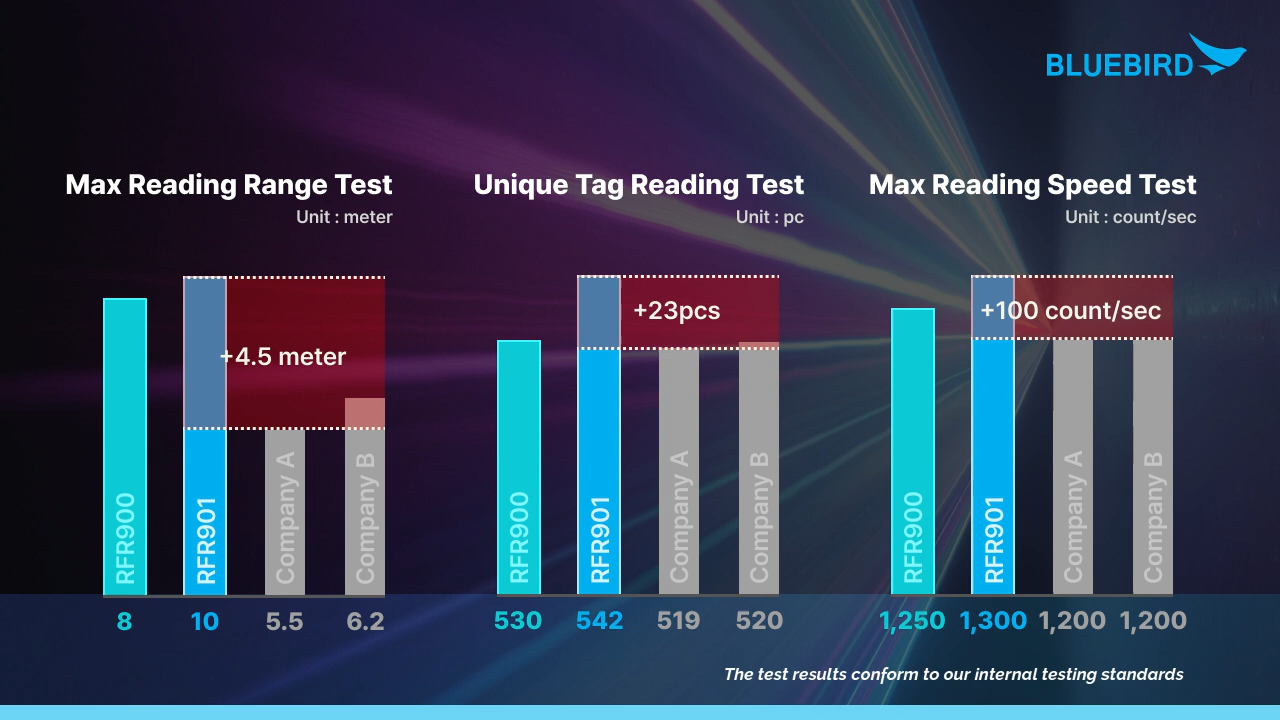 BLUEBIRD
Max Reading Range Test
Unit : meter
+4.5 meter
RFR900
RFR901
Company A
Company B
8 10 5.5 6.2
Unique Tag Reading Test
Unit : pc
+23pcs
RFR900
RFR901
Company A
Company B
530 542 519 520
Max Reading Speed Test
Unit : count/sec
+100 count/sec
RFR900
RFR901
Company A
Company B
1,250 1,300 1,200 1,200
The test results conform to our internal testing standards